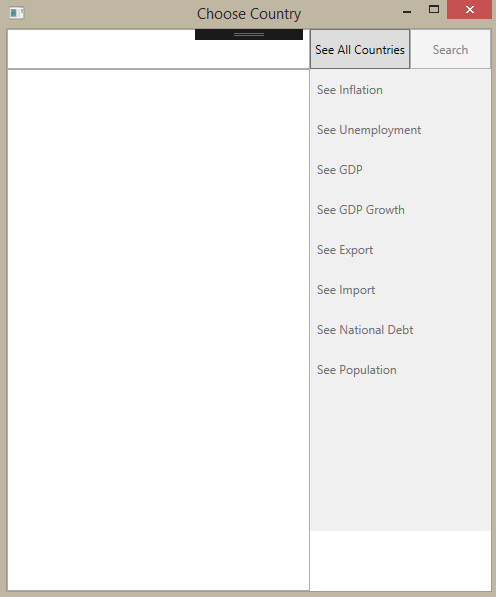 Choose Country
See All Countries
Search
See Inflation
See Unemployment
See GDP
See GDP Growth
See Export
See Import
See National Debt
See Population